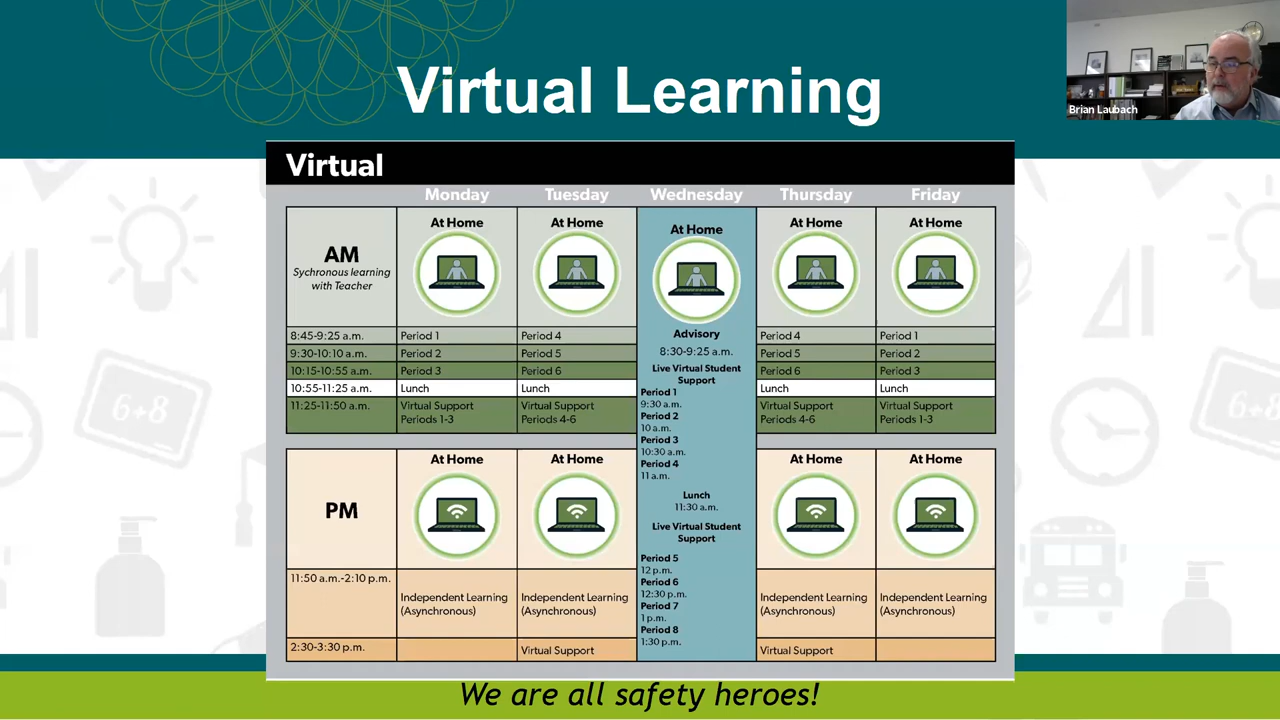 Virtual Learning
Brian Laubach
Virtual
Monday Tuesday Wednesday Thursday Friday
AM
Sychronous learning
with Teacher
At Home At Home At Home At Home At Home
8:45-9:25 a.m. Period 1 Period 4 Period 4 Period 1
9:30-10:10 a.m. Period 2 Period 5 Period 5 Period 2
10:15-10:55 a.m. Period 3 Period 6 Period 6 Period 3
10:55-11:25 a.m. Lunch Lunch Lunch Lunch
11:25-11:50 a.m. Virtual Support Virtual Support Virtual Support Virtual Support
Periods 1-3 Periods 4-6 Periods 4-6 Periods 1-3
Advisory
8:30-9:25 a.m.
Live Virtual Student
Support
Period 1
9:30 a.m.
Period 2
10 a.m.
Period 3
10:30 a.m.
Period 4
11 a.m.
Lunch
11:30 a.m.
Live Virtual Student
Support
Period 5
12 p.m.
Period 6
12:30 p.m.
Period 7
1 p.m.
Period 8
1:30 p.m.
PM
At Home At Home At Home At Home
11:50 a.m.-2:10 p.m.
Independent Learning Independent Learning Independent Learning Independent Learning
(Asynchronous) (Asynchronous) (Asynchronous) (Asynchronous)
2:30-3:30 p.m. Virtual Support Virtual Support
6+8
6+8
We are all safety heroes!